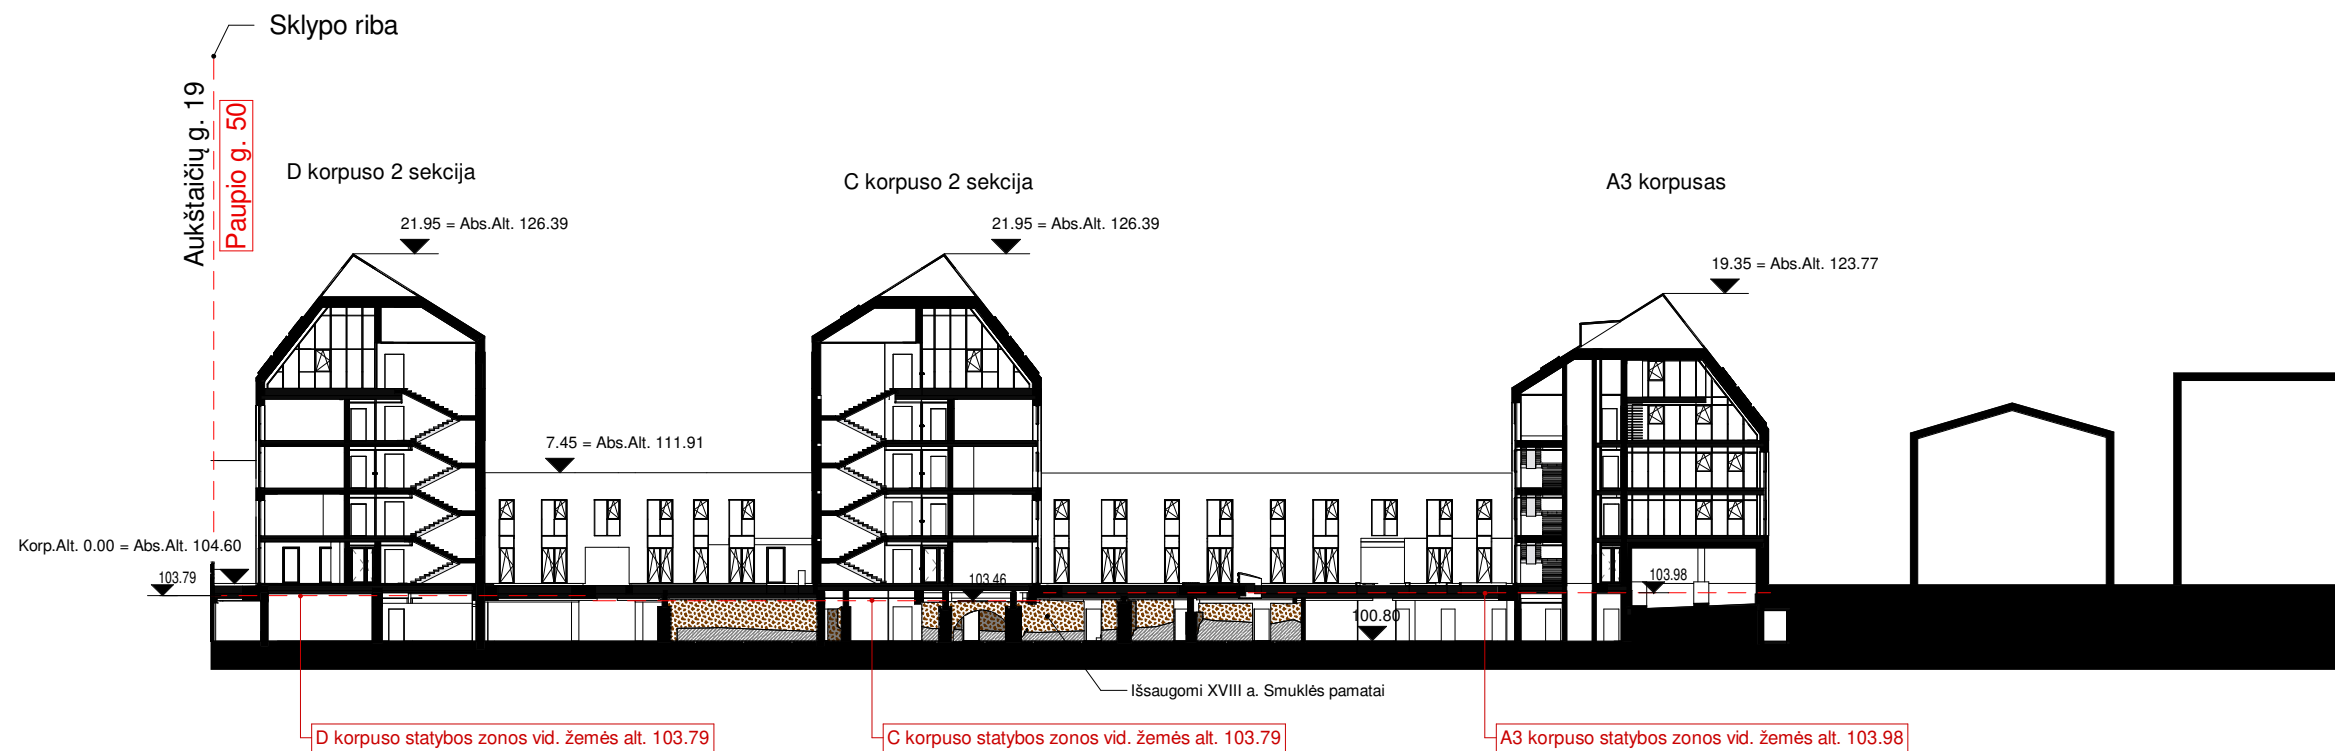 Sklypo riba
Aukštaičių g. 19
Paupio g. 50
D korpuso 2 sekcija
C korpuso 2 sekcija
A3 korpusas
21.95 = Abs.Alt. 126.39
21.95 = Abs.Alt. 126.39
19.35 = Abs.Alt. 123.77
7.45 = Abs.Alt. 111.91
Korp.Alt. 0.00 = Abs.Alt. 104.60
103.79
103.46
103.98
100.80
Išsaugomi XVIII a. Smuklės pamatai
D korpuso statybos zonos vid. žemės alt. 103.79
C korpuso statybos zonos vid. žemės alt. 103.79
A3 korpuso statybos zonos vid. žemės alt. 103.98